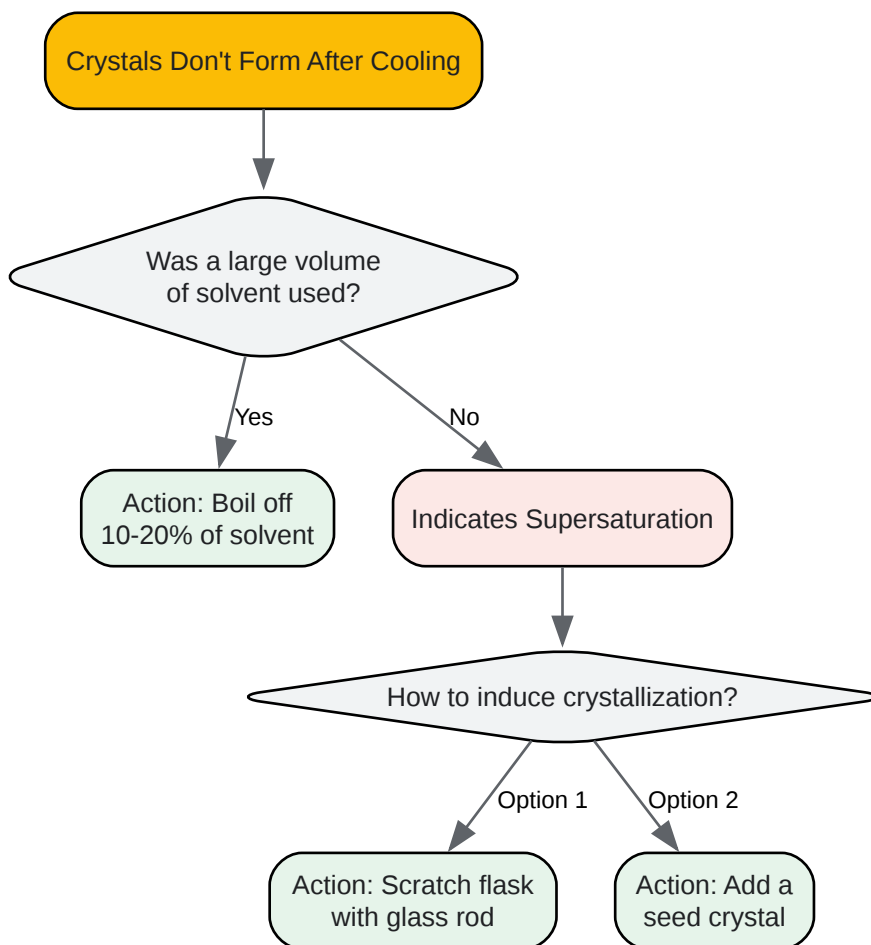 Crystals Don't Form After Cooling
Was a large volume
of solvent used?
Yes
No
Action: Boil off
10-20% of solvent
Indicates Supersaturation
How to induce crystallization?
Option 1
Option 2
Action: Scratch flask
with glass rod
Action: Add a
seed crystal